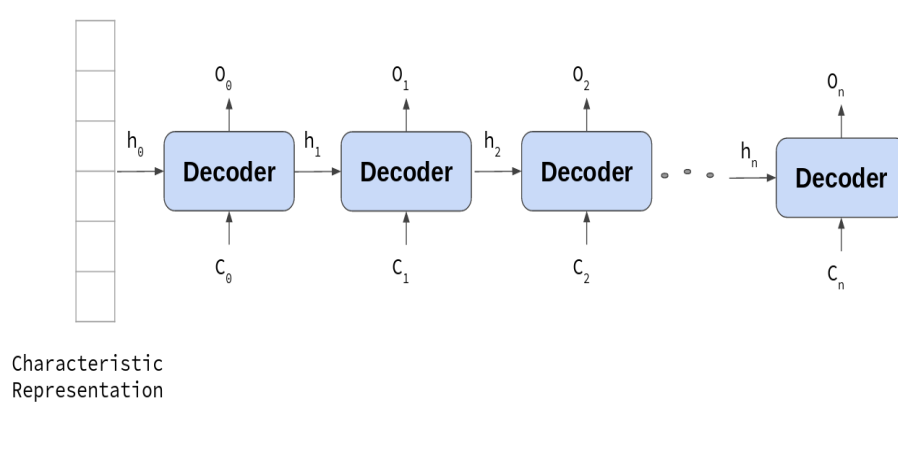 O₀ O₁ O₂ Oₙ
h₀ h₁ h₂ hₙ
Decoder Decoder Decoder Decoder
C₀ C₁ C₂ Cₙ
Characteristic
Representation